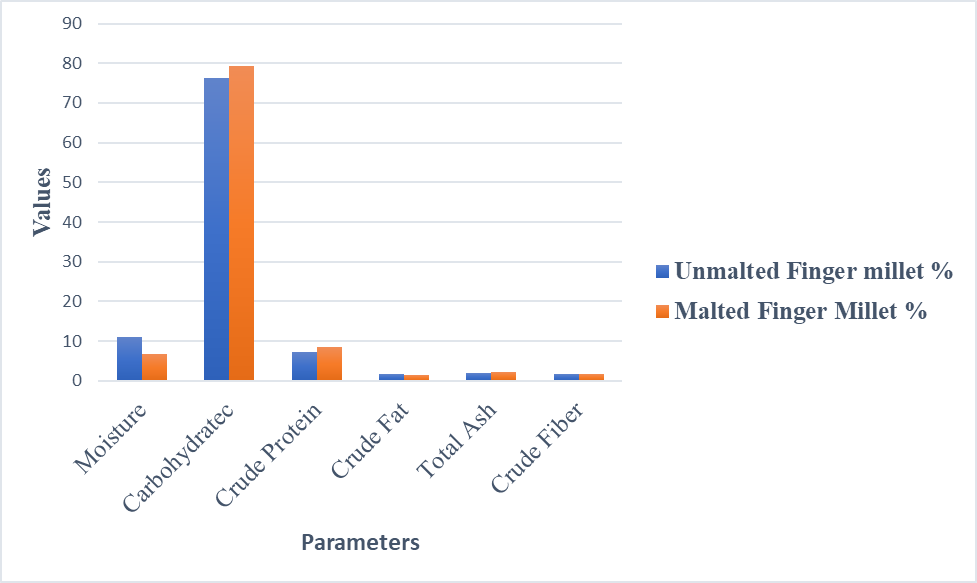 90
80
70
60
50
40
30
20
10
0
Values
Moisture
Carbohydratec
Crude Protein
Crude Fat
Total Ash
Crude Fiber
Parameters
Unmalted Finger millet %
Malted Finger Millet %